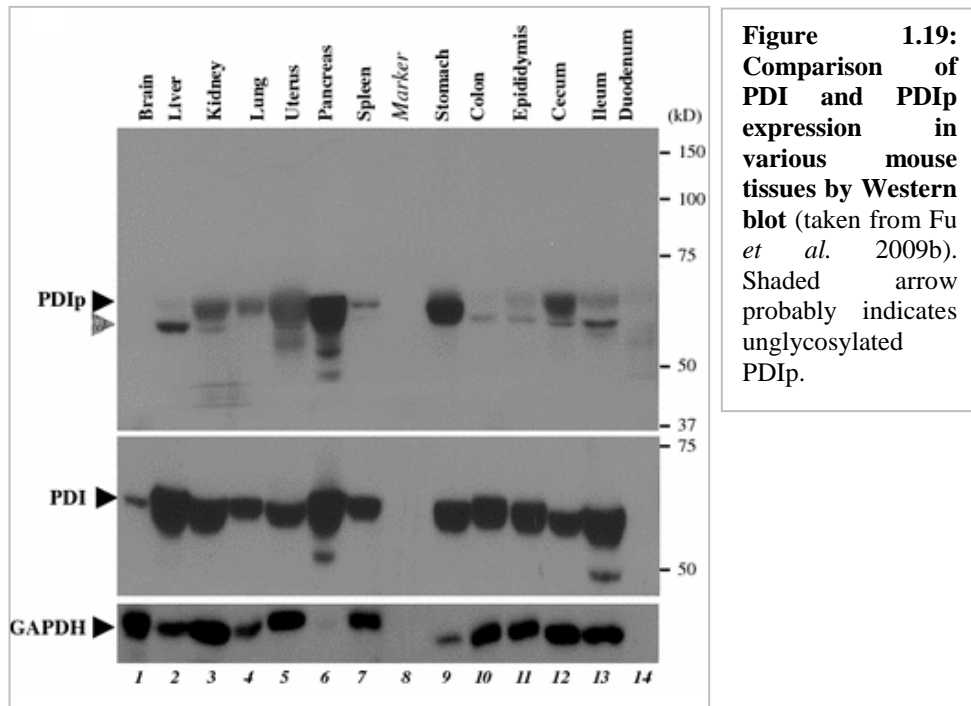 Brain
Liver
Kidney
Lung
Uterus
Pancreas
Spleen
Marker
Stomach
Colon
Epididymis
Cecum
Ileum
Duodenum
(kD)
150
100
75
PDIp
50
37
75
PDI
50
GAPDH
1 2 3 4 5 6 7 8 9 10 11 12 13 14
Figure 1.19:
Comparison of
PDI and PDIp
expression in
various mouse
tissues by Western
blot (taken from Fu
et al. 2009b).
Shaded arrow
probably indicates
unglycosylated
PDIp.